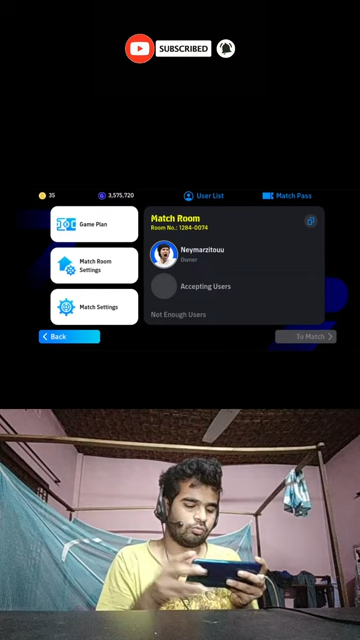 SUBSCRIBED
35
3,575,720
User List
Match Pass
Game Plan
Match Room
Settings
Match Settings
Match Room
Room No.: 1284-0074
Neymarzitouu
Owner
Accepting Users
Not Enough Users
Back
To Match